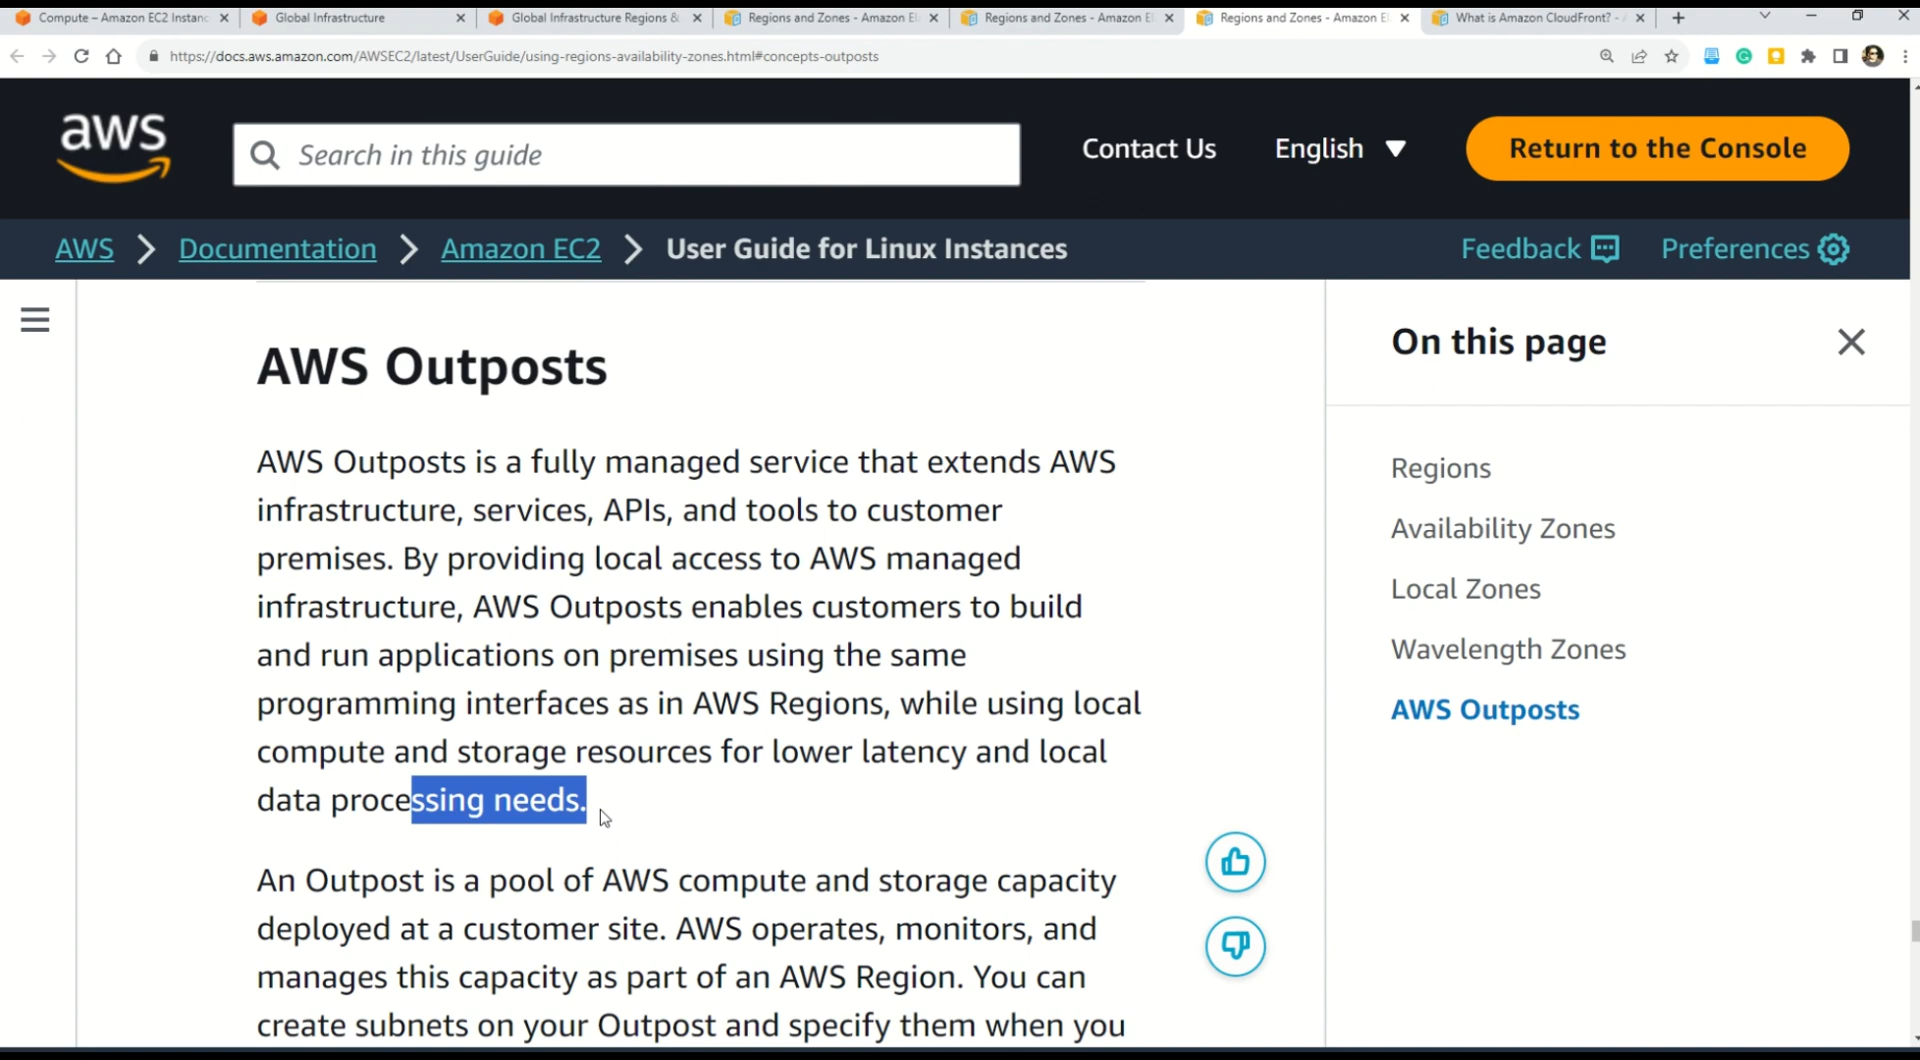 Compute – Amazon EC2 Instanc
Global Infrastructure
Global Infrastructure Regions &
Regions and Zones - Amazon El
Regions and Zones - Amazon E
Regions and Zones - Amazon El
What is Amazon CloudFront? -
https://docs.aws.amazon.com/AWSEC2/latest/UserGuide/using-regions-availability-zones.html#concepts-outposts
aws
Search in this guide
Contact Us
English
Return to the Console
AWS
Documentation
Amazon EC2
User Guide for Linux Instances
Feedback
Preferences
AWS Outposts
AWS Outposts is a fully managed service that extends AWS
infrastructure, services, APIs, and tools to customer
premises. By providing local access to AWS managed
infrastructure, AWS Outposts enables customers to build
and run applications on premises using the same
programming interfaces as in AWS Regions, while using local
compute and storage resources for lower latency and local
data processing needs.
An Outpost is a pool of AWS compute and storage capacity
deployed at a customer site. AWS operates, monitors, and
manages this capacity as part of an AWS Region. You can
create subnets on your Outpost and specify them when you
On this page
Regions
Availability Zones
Local Zones
Wavelength Zones
AWS Outposts